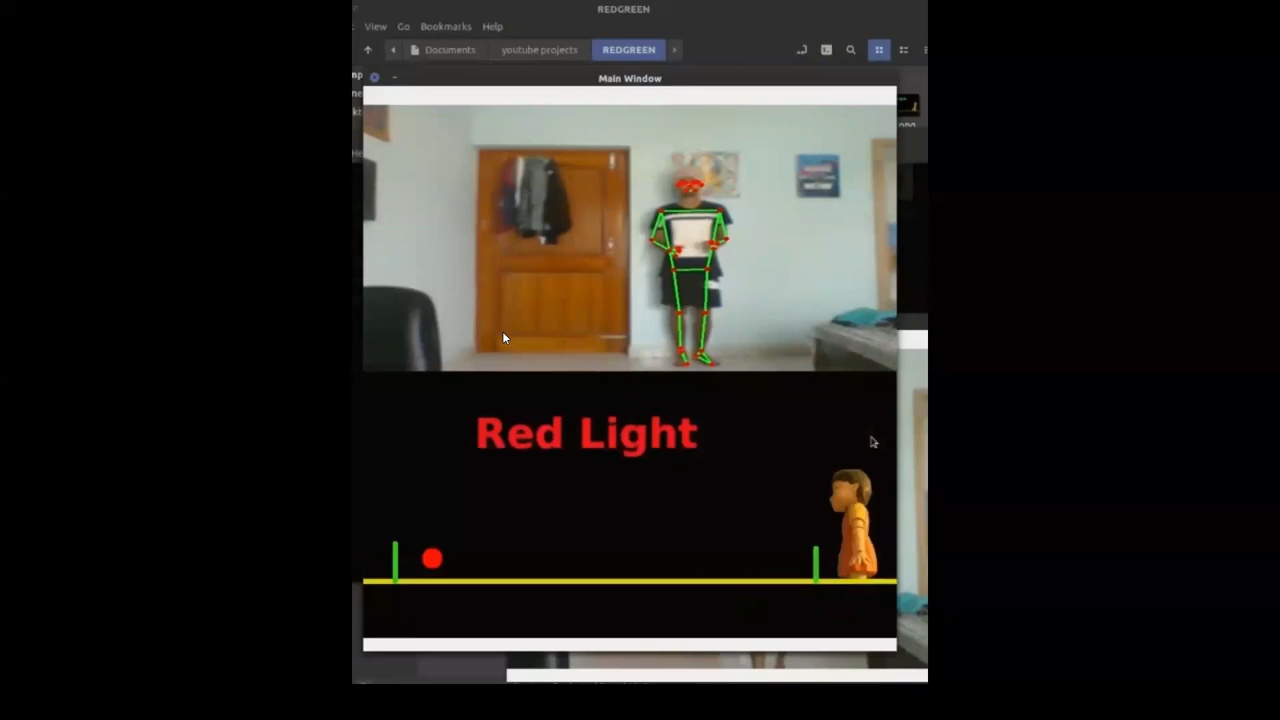 REDGREEN
View Go Bookmarks Help
Documents youtube projects REDGREEN
Main Window
Red Light